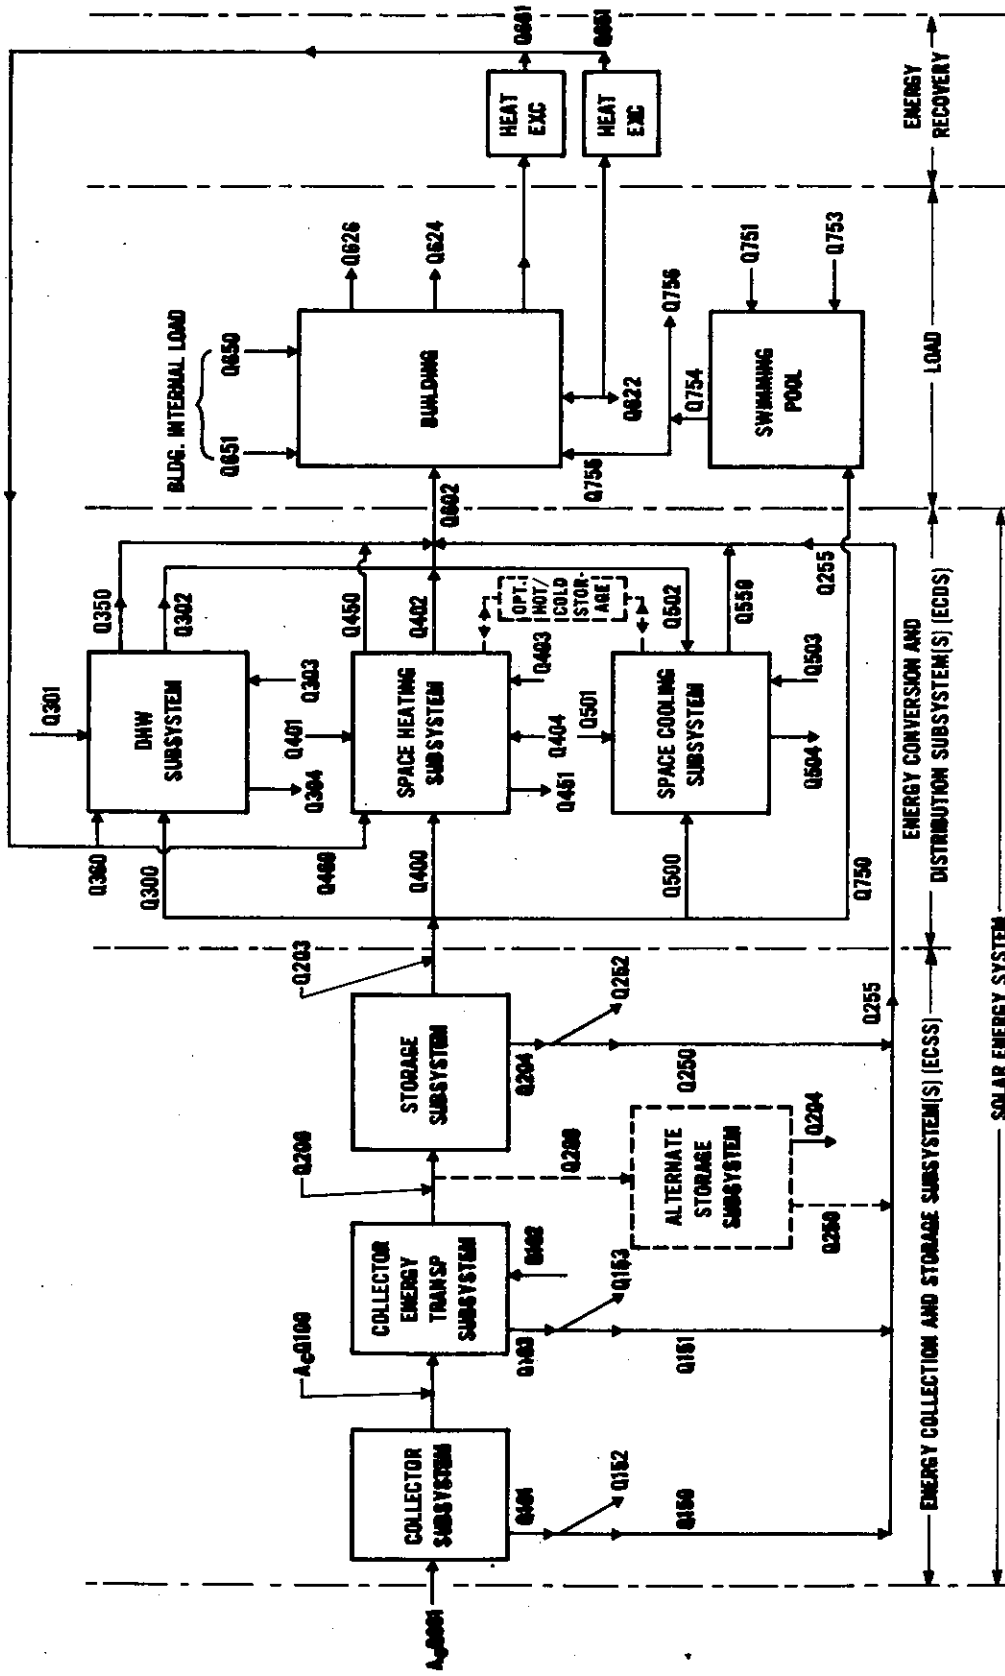 BLDG. INTERNAL LOAD
Q651
Q650
Q301
Q360
Q300
DHW
SUBSYSTEM
Q350
Q302
Q304
Q303
Q401
Q400
SPACE HEATING
SUBSYSTEM
Q450
Q402
Q451
Q404
Q403
OPT.
HOT/
COLD
STOR-
AGE
Q501
Q500
SPACE COOLING
SUBSYSTEM
Q502
Q550
Q504
Q503
Q750
Q255
Q602
BUILDING
Q626
Q624
Q622
Q755
Q756
Q754
SWIMMING
POOL
Q751
Q753
HEAT
EXC
HEAT
EXC
Q661
COLLECTOR
SUBSYSTEM
Q152
Q150
COLLECTOR
ENERGY
TRANSP
SUBSYSTEM
Q153
Q151
Q200
STORAGE
SUBSYSTEM
Q203
Q204
Q252
Q250
Q255
ALTERNATE
STORAGE
SUBSYSTEM
Q204
Q250
ENERGY COLLECTION AND STORAGE SUBSYSTEM(S) (ECSS)
ENERGY CONVERSION AND
DISTRIBUTION SUBSYSTEM(S) (ECDS)
LOAD
ENERGY
RECOVERY
SOLAR ENERGY SYSTEM